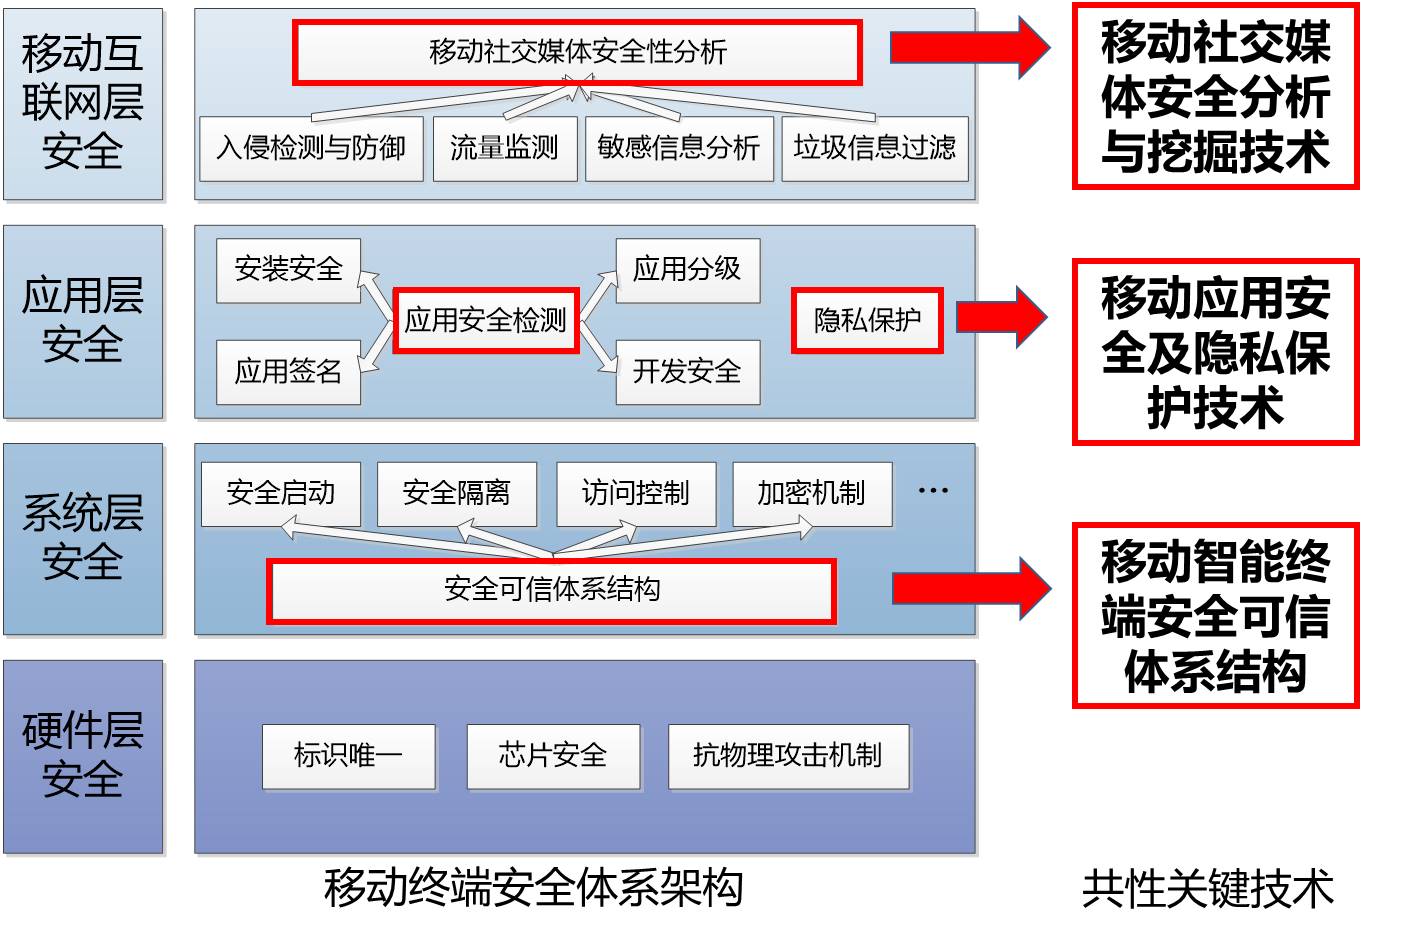 移动互
联网层
安全
移动社交媒体安全性分析
入侵检测与防御
流量监测
敏感信息分析
垃圾信息过滤
移动社交媒
体安全分析
与挖掘技术
应用层
安全
安装安全
应用分级
应用安全检测
隐私保护
应用签名
开发安全
移动应用安
全及隐私保
护技术
系统层
安全
安全启动
安全隔离
访问控制
加密机制
...
安全可信体系结构
移动智能终
端安全可信
体系结构
硬件层
安全
标识唯一
芯片安全
抗物理攻击机制
移动终端安全体系架构
共性关键技术